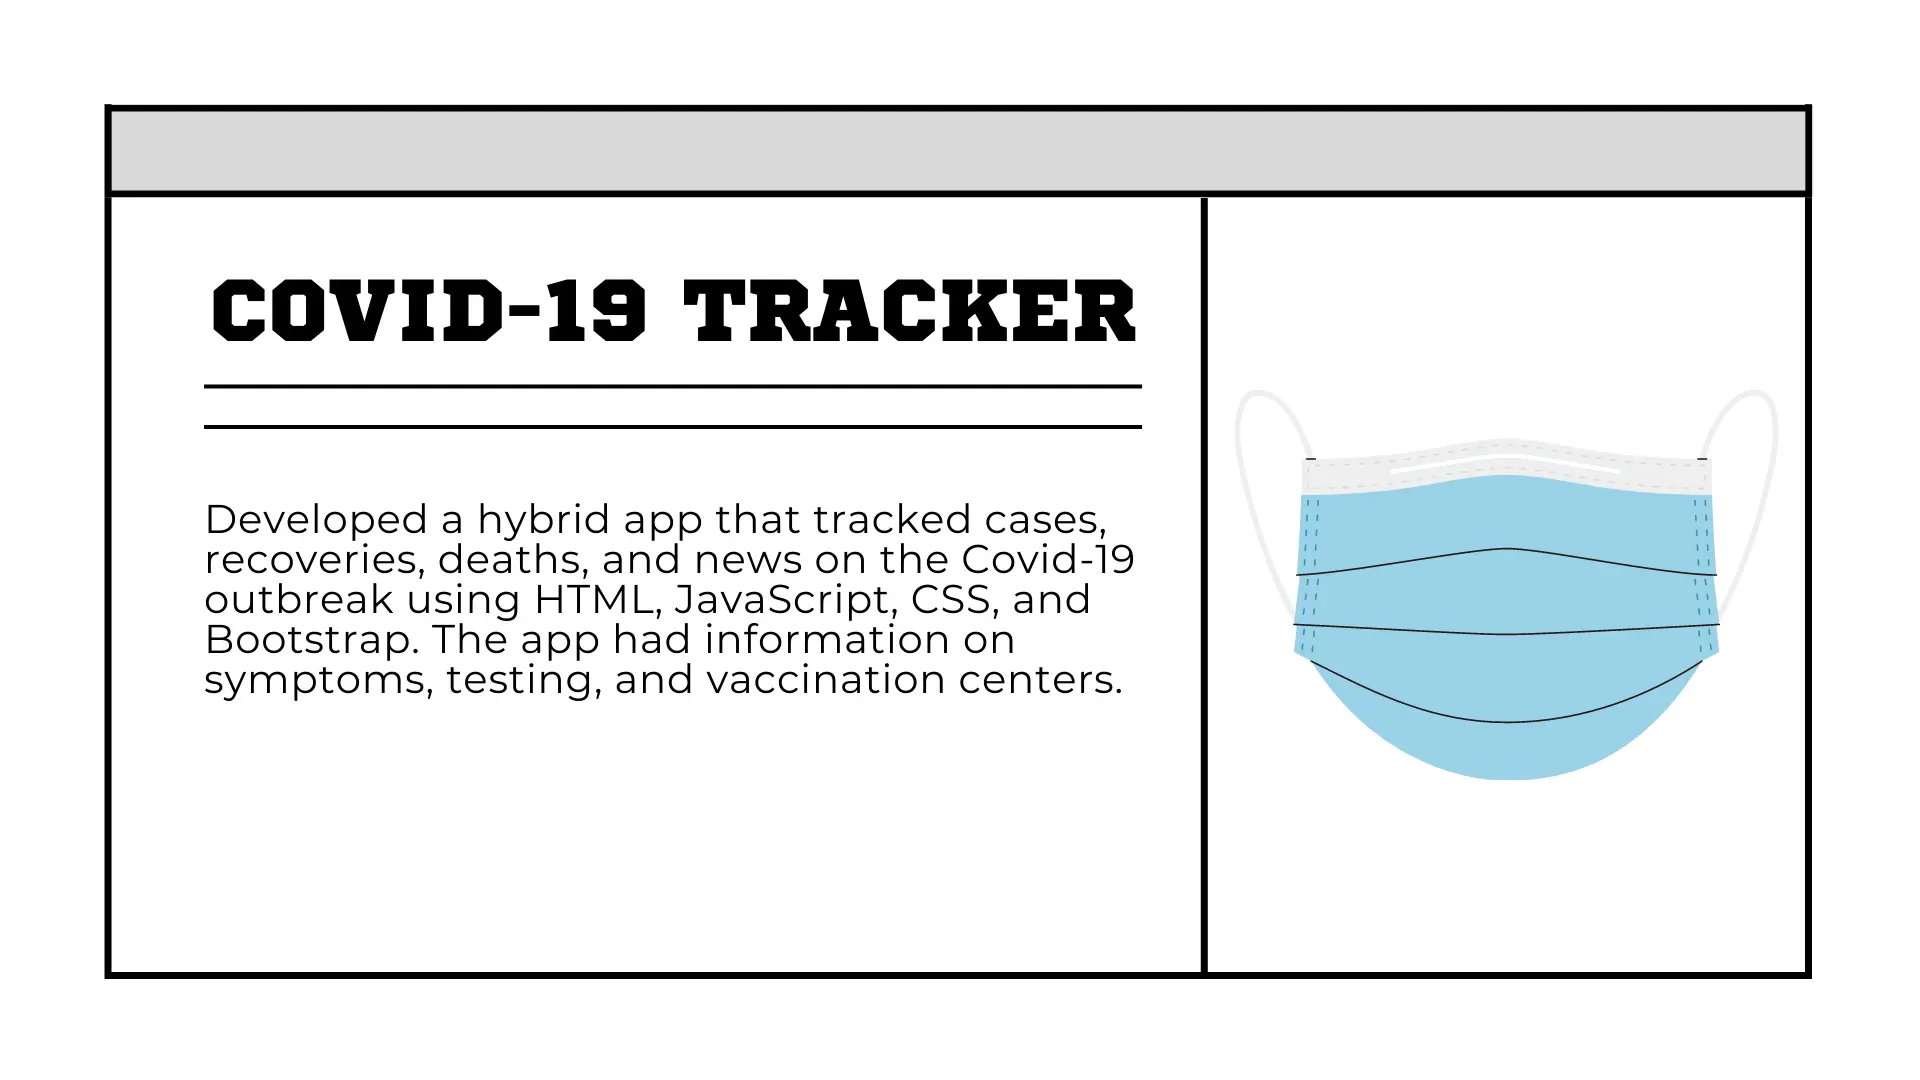 COVID-19 TRACKER
Developed a hybrid app that tracked cases,
recoveries, deaths, and news on the Covid-19
outbreak using HTML, JavaScript, CSS, and
Bootstrap. The app had information on
symptoms, testing, and vaccination centers.